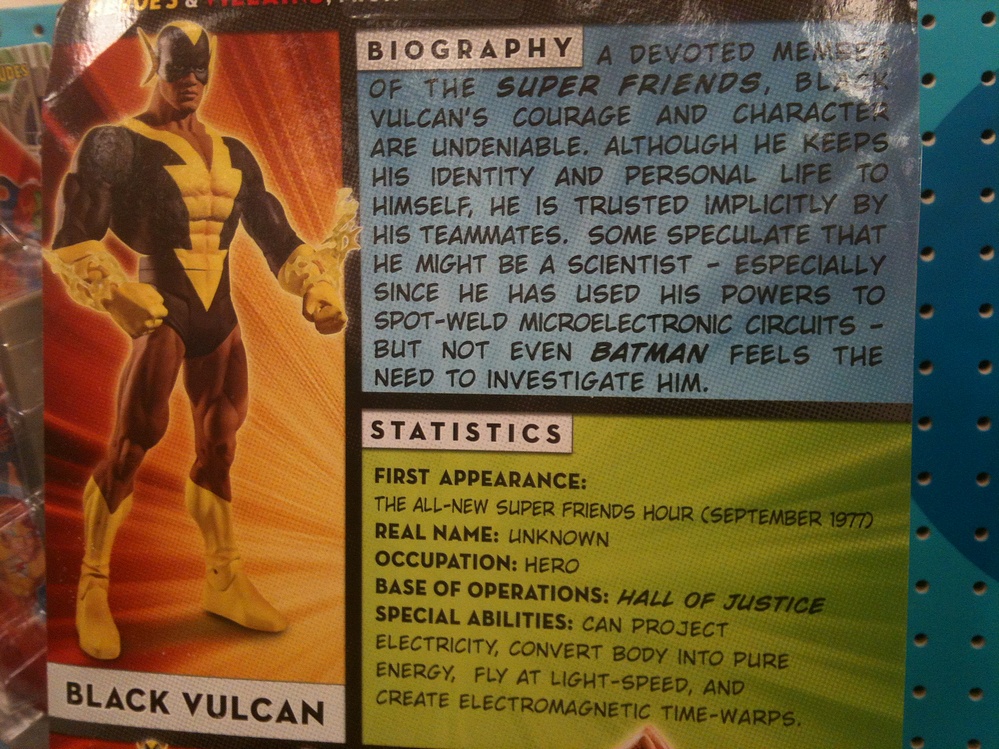 & VILLAINS,
BIOGRAPHY A DEVOTED MEMBER
OF THE SUPER FRIENDS, BLACK
VULCAN'S COURAGE AND CHARACTER
ARE UNDENIABLE. ALTHOUGH HE KEEPS
HIS IDENTITY AND PERSONAL LIFE TO
HIMSELF, HE IS TRUSTED IMPLICITLY BY
HIS TEAMMATES. SOME SPECULATE THAT
HE MIGHT BE A SCIENTIST – ESPECIALLY
SINCE HE HAS USED HIS POWERS TO
SPOT-WELD MICROELECTRONIC CIRCUITS –
BUT NOT EVEN BATMAN FEELS THE
NEED TO INVESTIGATE HIM.
STATISTICS
FIRST APPEARANCE:
THE ALL-NEW SUPER FRIENDS HOUR (SEPTEMBER 1977)
REAL NAME: UNKNOWN
OCCUPATION: HERO
BASE OF OPERATIONS: HALL OF JUSTICE
SPECIAL ABILITIES: CAN PROJECT
ELECTRICITY, CONVERT BODY INTO PURE
ENERGY, FLY AT LIGHT-SPEED, AND
CREATE ELECTROMAGNETIC TIME-WARPS.
BLACK VULCAN